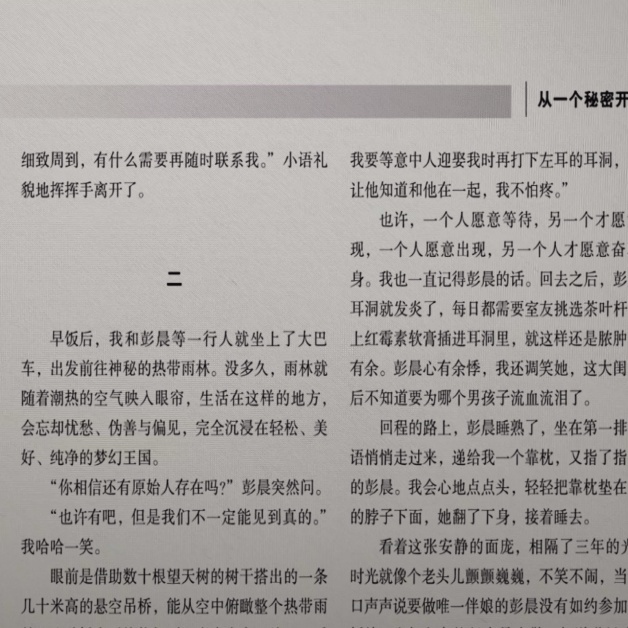 从一个秘密开
细致周到，有什么需要再随时联系我。”小语礼
貌地挥挥手离开了。
二
早饭后，我和彭晨等一行人就坐上了大巴
车，出发前往神秘的热带雨林。没多久，雨林就
随着潮热的空气映入眼帘，生活在这样的地方，
会忘却忧愁、伪善与偏见，完全沉浸在轻松、美
好、纯净的梦幻王国。
“你相信还有原始人存在吗?”彭晨突然问。
“也许有吧，但是我们不一定能见到真的。”
我哈哈一笑。
眼前是借助数十根望天树的树干搭出的一条
几十米高的悬空吊桥，能从空中俯瞰整个热带雨
我要等意中人迎娶我时再打下左耳的耳洞，
让他知道和他在一起，我不怕疼。”
也许，一个人愿意等待，另一个才愿
现，一个人愿意出现，另一个人才愿意奋
身。我也一直记得彭晨的话。回去之后，彭
耳洞就发炎了，每日都需要室友挑选茶叶杆
上红霉素软膏插进耳洞里，就这样还是脓肿
有余。彭晨心有余悸，我还调笑她，这大闺
后不知道要为哪个男孩子流血流泪了。
回程的路上，彭晨睡熟了，坐在第一排
语悄悄走过来，递给我一个靠枕，又指了指
的彭晨。我会心地点点头，轻轻把靠枕垫在
的脖子下面，她翻了下身，接着睡去。
看着这张安静的面庞，相隔了三年的光
时光就像个老头儿颤颤巍巍，不笑不闹，当
口声声说要做唯一伴娘的彭晨没有如约参加